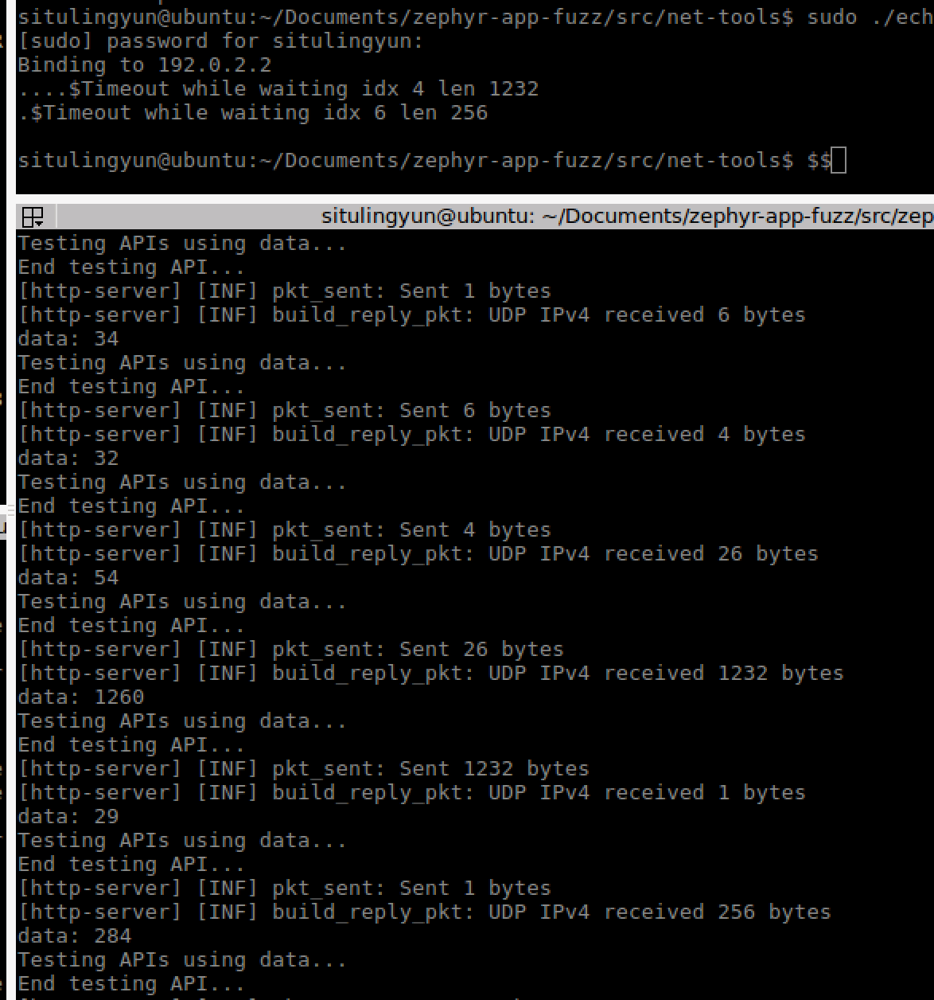 situlingyun@ubuntu:~/Documents/zephyr-app-fuzz/src/net-tools$ sudo ./ech
[sudo] password for situlingyun:
Binding to 192.0.2.2
....$Timeout while waiting idx 4 len 1232
.$Timeout while waiting idx 6 len 256
situlingyun@ubuntu:~/Documents/zephyr-app-fuzz/src/net-tools$ $$
situlingyun@ubuntu: ~/Documents/zephyr-app-fuzz/src/zep
Testing APIs using data...
End testing API...
[http-server] [INF] pkt_sent: Sent 1 bytes
[http-server] [INF] build_reply_pkt: UDP IPv4 received 6 bytes
data: 34
Testing APIs using data...
End testing API...
[http-server] [INF] pkt_sent: Sent 6 bytes
[http-server] [INF] build_reply_pkt: UDP IPv4 received 4 bytes
data: 32
Testing APIs using data...
End testing API...
[http-server] [INF] pkt_sent: Sent 4 bytes
[http-server] [INF] build_reply_pkt: UDP IPv4 received 26 bytes
data: 54
Testing APIs using data...
End testing API...
[http-server] [INF] pkt_sent: Sent 26 bytes
[http-server] [INF] build_reply_pkt: UDP IPv4 received 1232 bytes
data: 1260
Testing APIs using data...
End testing API...
[http-server] [INF] pkt_sent: Sent 1232 bytes
[http-server] [INF] build_reply_pkt: UDP IPv4 received 1 bytes
data: 29
Testing APIs using data...
End testing API...
[http-server] [INF] pkt_sent: Sent 1 bytes
[http-server] [INF] build_reply_pkt: UDP IPv4 received 256 bytes
data: 284
Testing APIs using data...
End testing API...